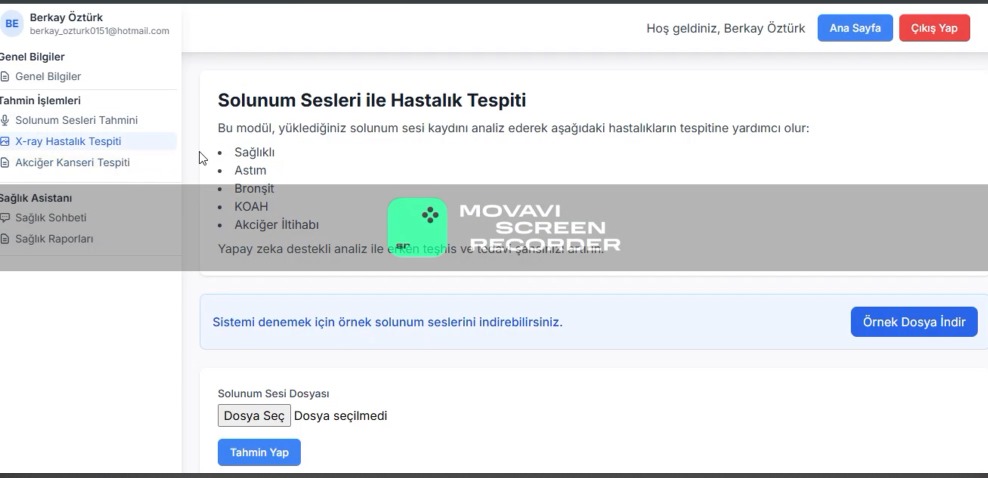 BE
Berkay Öztürk
berkay_ozturk0151@hotmail.com
Genel Bilgiler
Genel Bilgiler
Tahmin İşlemleri
Solunum Sesleri Tahmini
X-ray Hastalık Tespiti
Akciğer Kanseri Tespiti
Sağlık Asistanı
Sağlık Sohbeti
Sağlık Raporları
Hoş geldiniz, Berkay Öztürk
Ana Sayfa
Çıkış Yap
Solunum Sesleri ile Hastalık Tespiti
Bu modül, yüklediğiniz solunum sesi kaydını analiz ederek aşağıdaki hastalıkların tespitine yardımcı olur:
Sağlıklı
Astım
Bronşit
KOAH
Akciğer İltihabı
Yapay zeka destekli analiz ile erken teşhis ve tedavi şansınızı artırın.
MOVAVI
SCREEN
RECORDER
Sistemi denemek için örnek solunum seslerini indirebilirsiniz.
Örnek Dosya İndir
Solunum Sesi Dosyası
Dosya Seç Dosya seçilmedi
Tahmin Yap